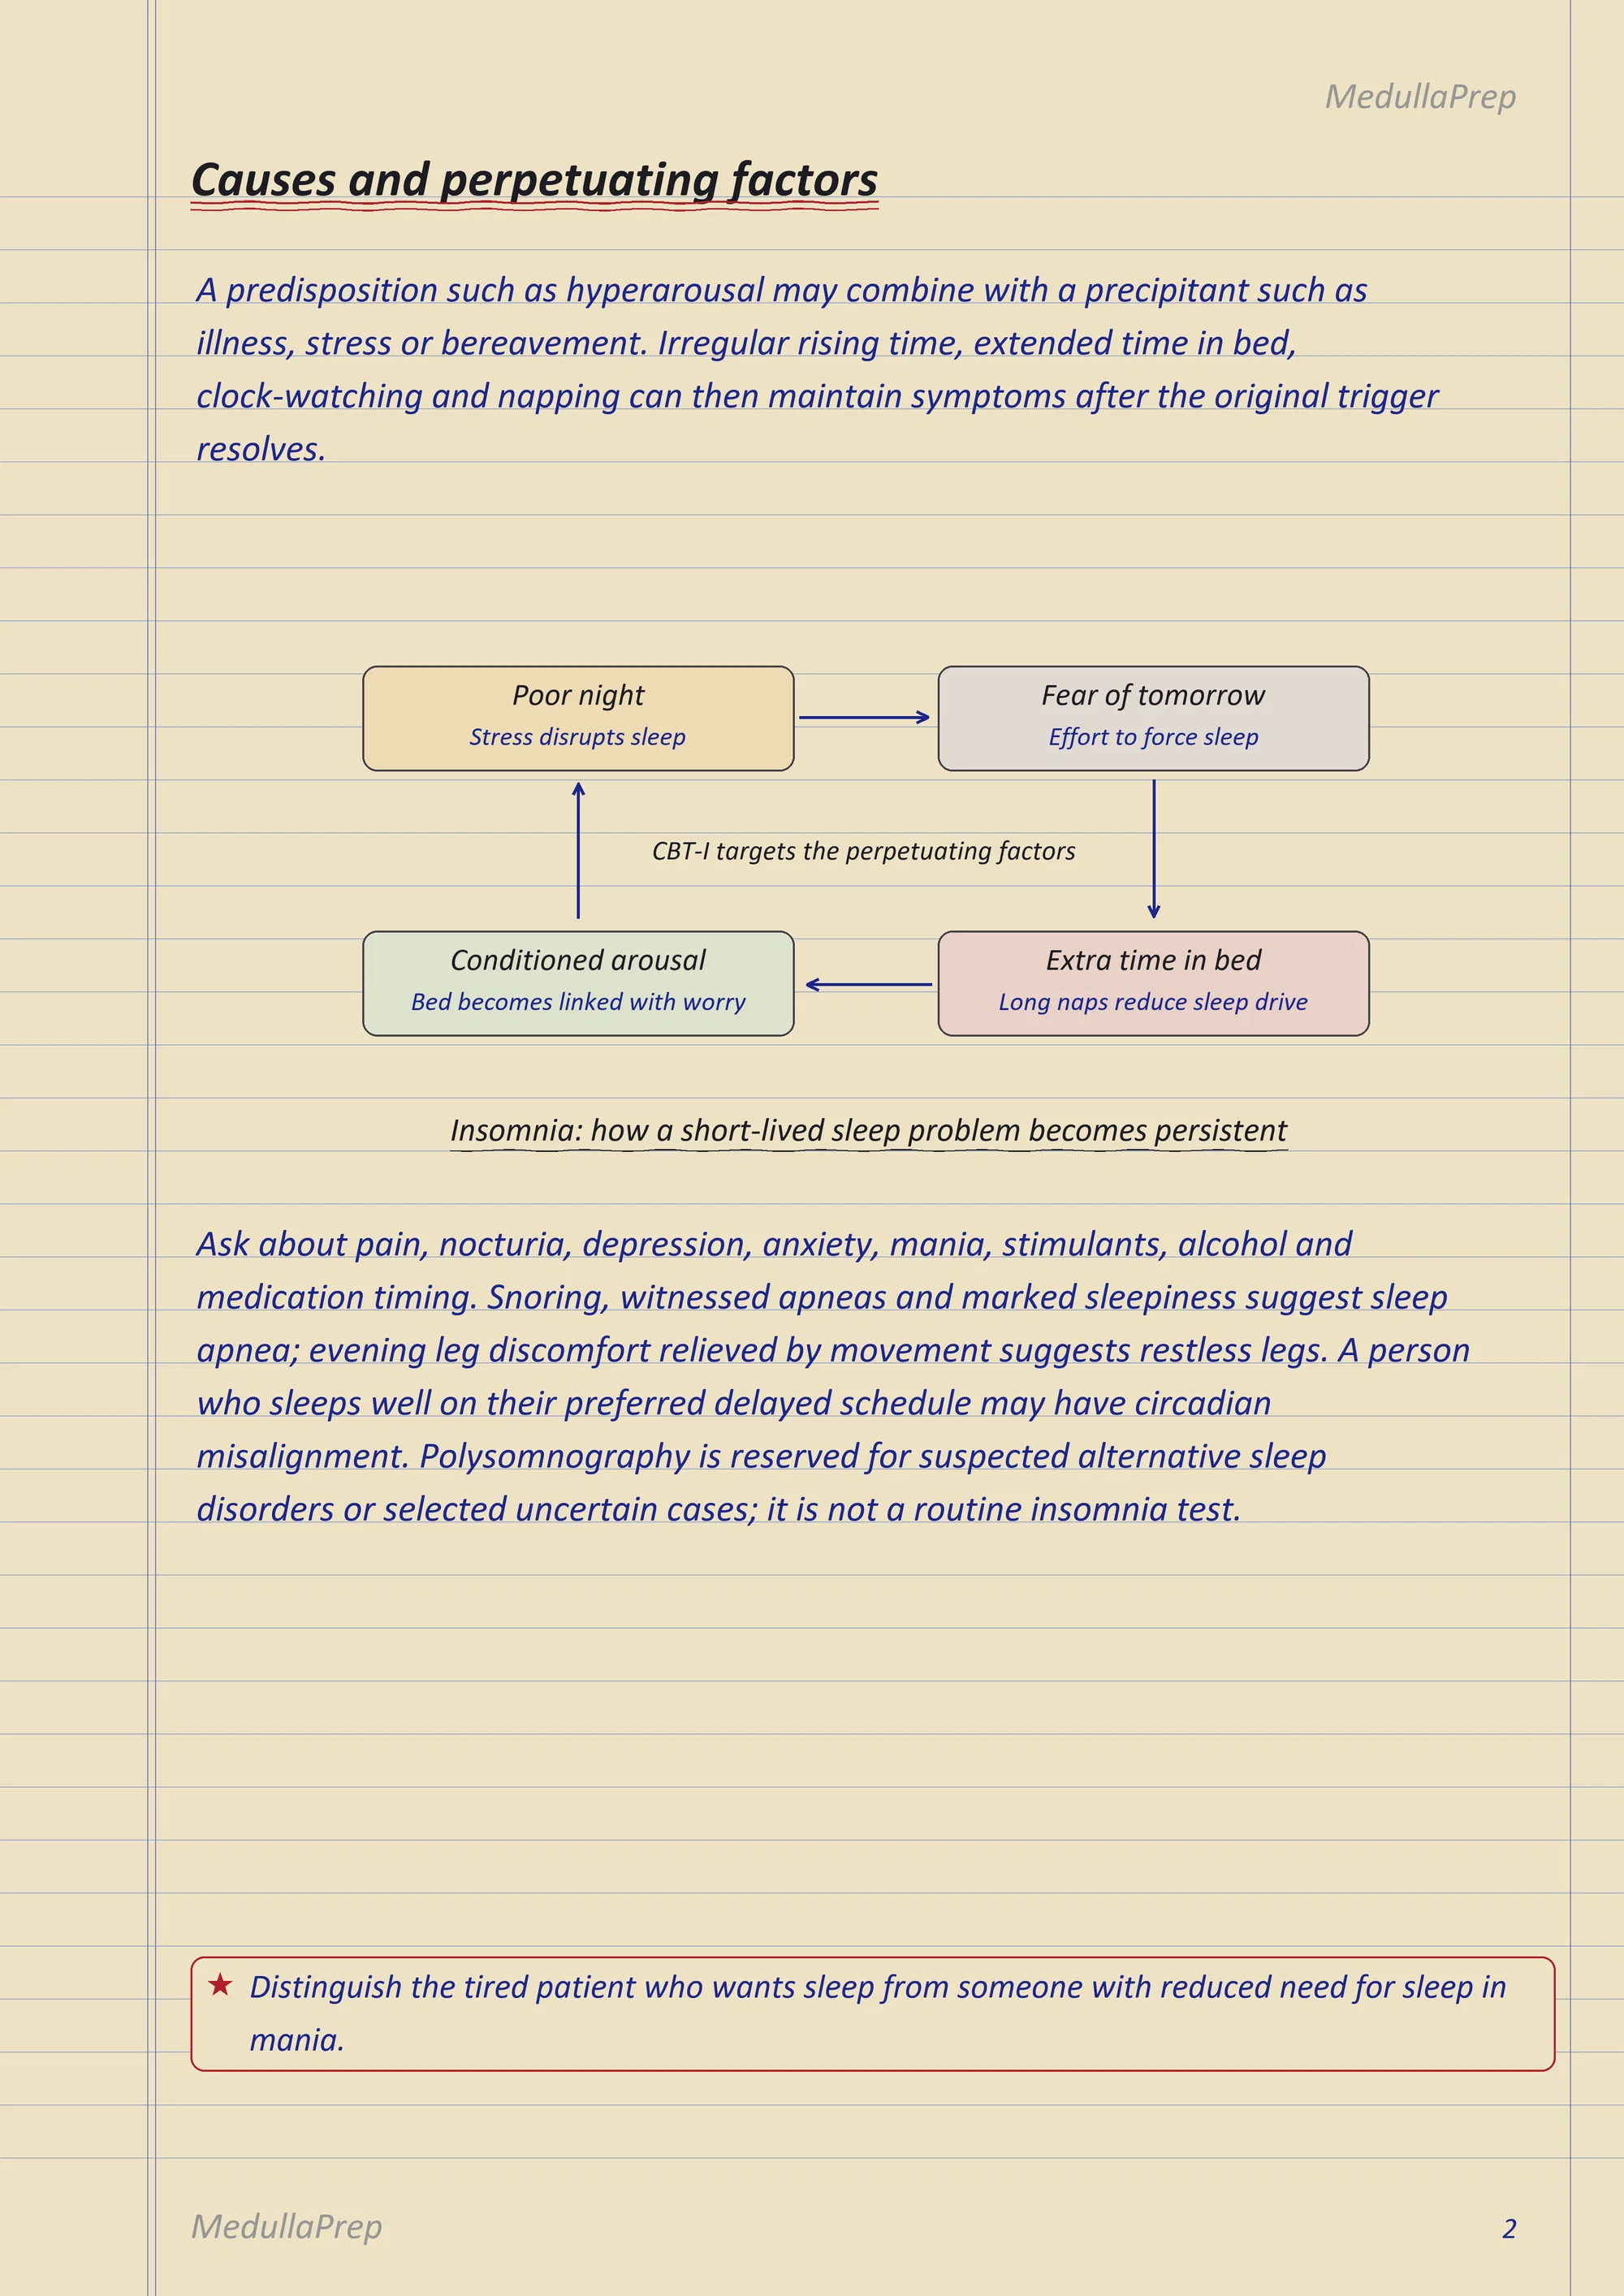 MedullaPrep
Causes and perpetuating factors
A predisposition such as hyperarousal may combine with a precipitant such as
illness, stress or bereavement. Irregular rising time, extended time in bed,
clock-watching and napping can then maintain symptoms after the original trigger
resolves.
Poor night
Stress disrupts sleep
Fear of tomorrow
Effort to force sleep
CBT-I targets the perpetuating factors
Conditioned arousal
Bed becomes linked with worry
Extra time in bed
Long naps reduce sleep drive
Insomnia: how a short-lived sleep problem becomes persistent
Ask about pain, nocturia, depression, anxiety, mania, stimulants, alcohol and
medication timing. Snoring, witnessed apneas and marked sleepiness suggest sleep
apnea; evening leg discomfort relieved by movement suggests restless legs. A person
who sleeps well on their preferred delayed schedule may have circadian
misalignment. Polysomnography is reserved for suspected alternative sleep
disorders or selected uncertain cases; it is not a routine insomnia test.
★ Distinguish the tired patient who wants sleep from someone with reduced need for sleep in
mania.
MedullaPrep
2